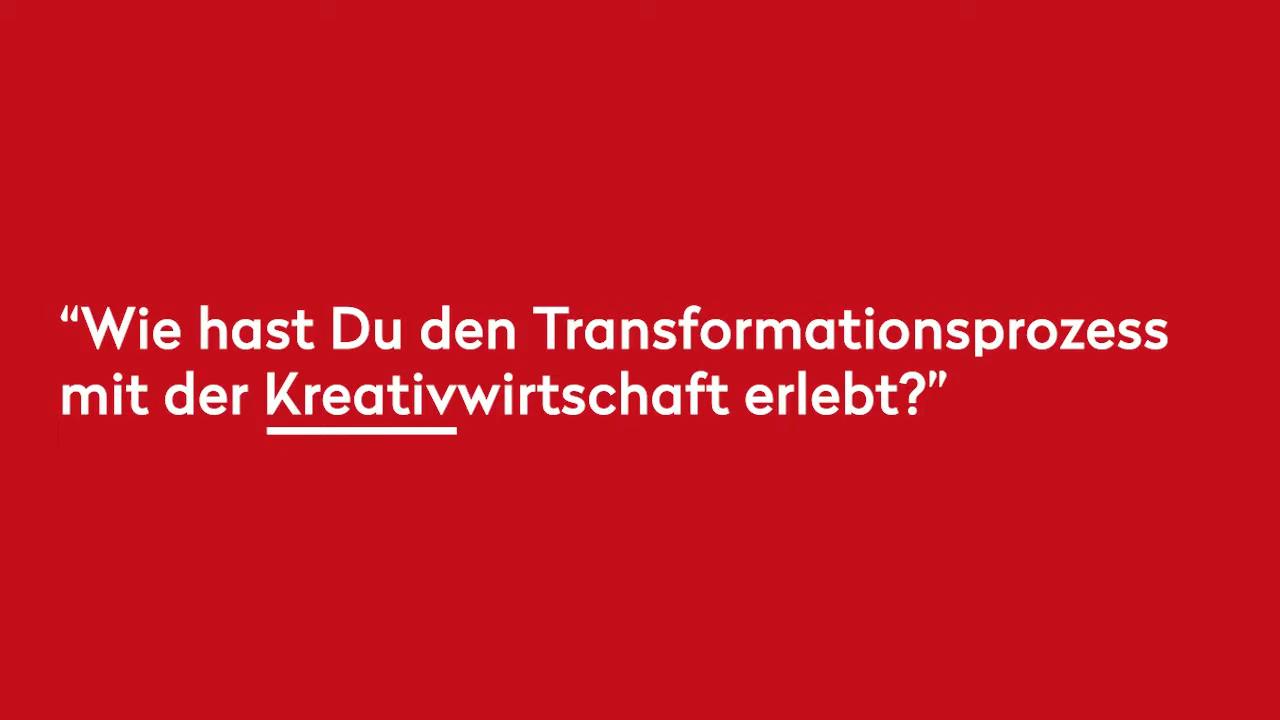 “Wie hast Du den Transformationsprozess
mit der Kreativwirtschaft erlebt?”